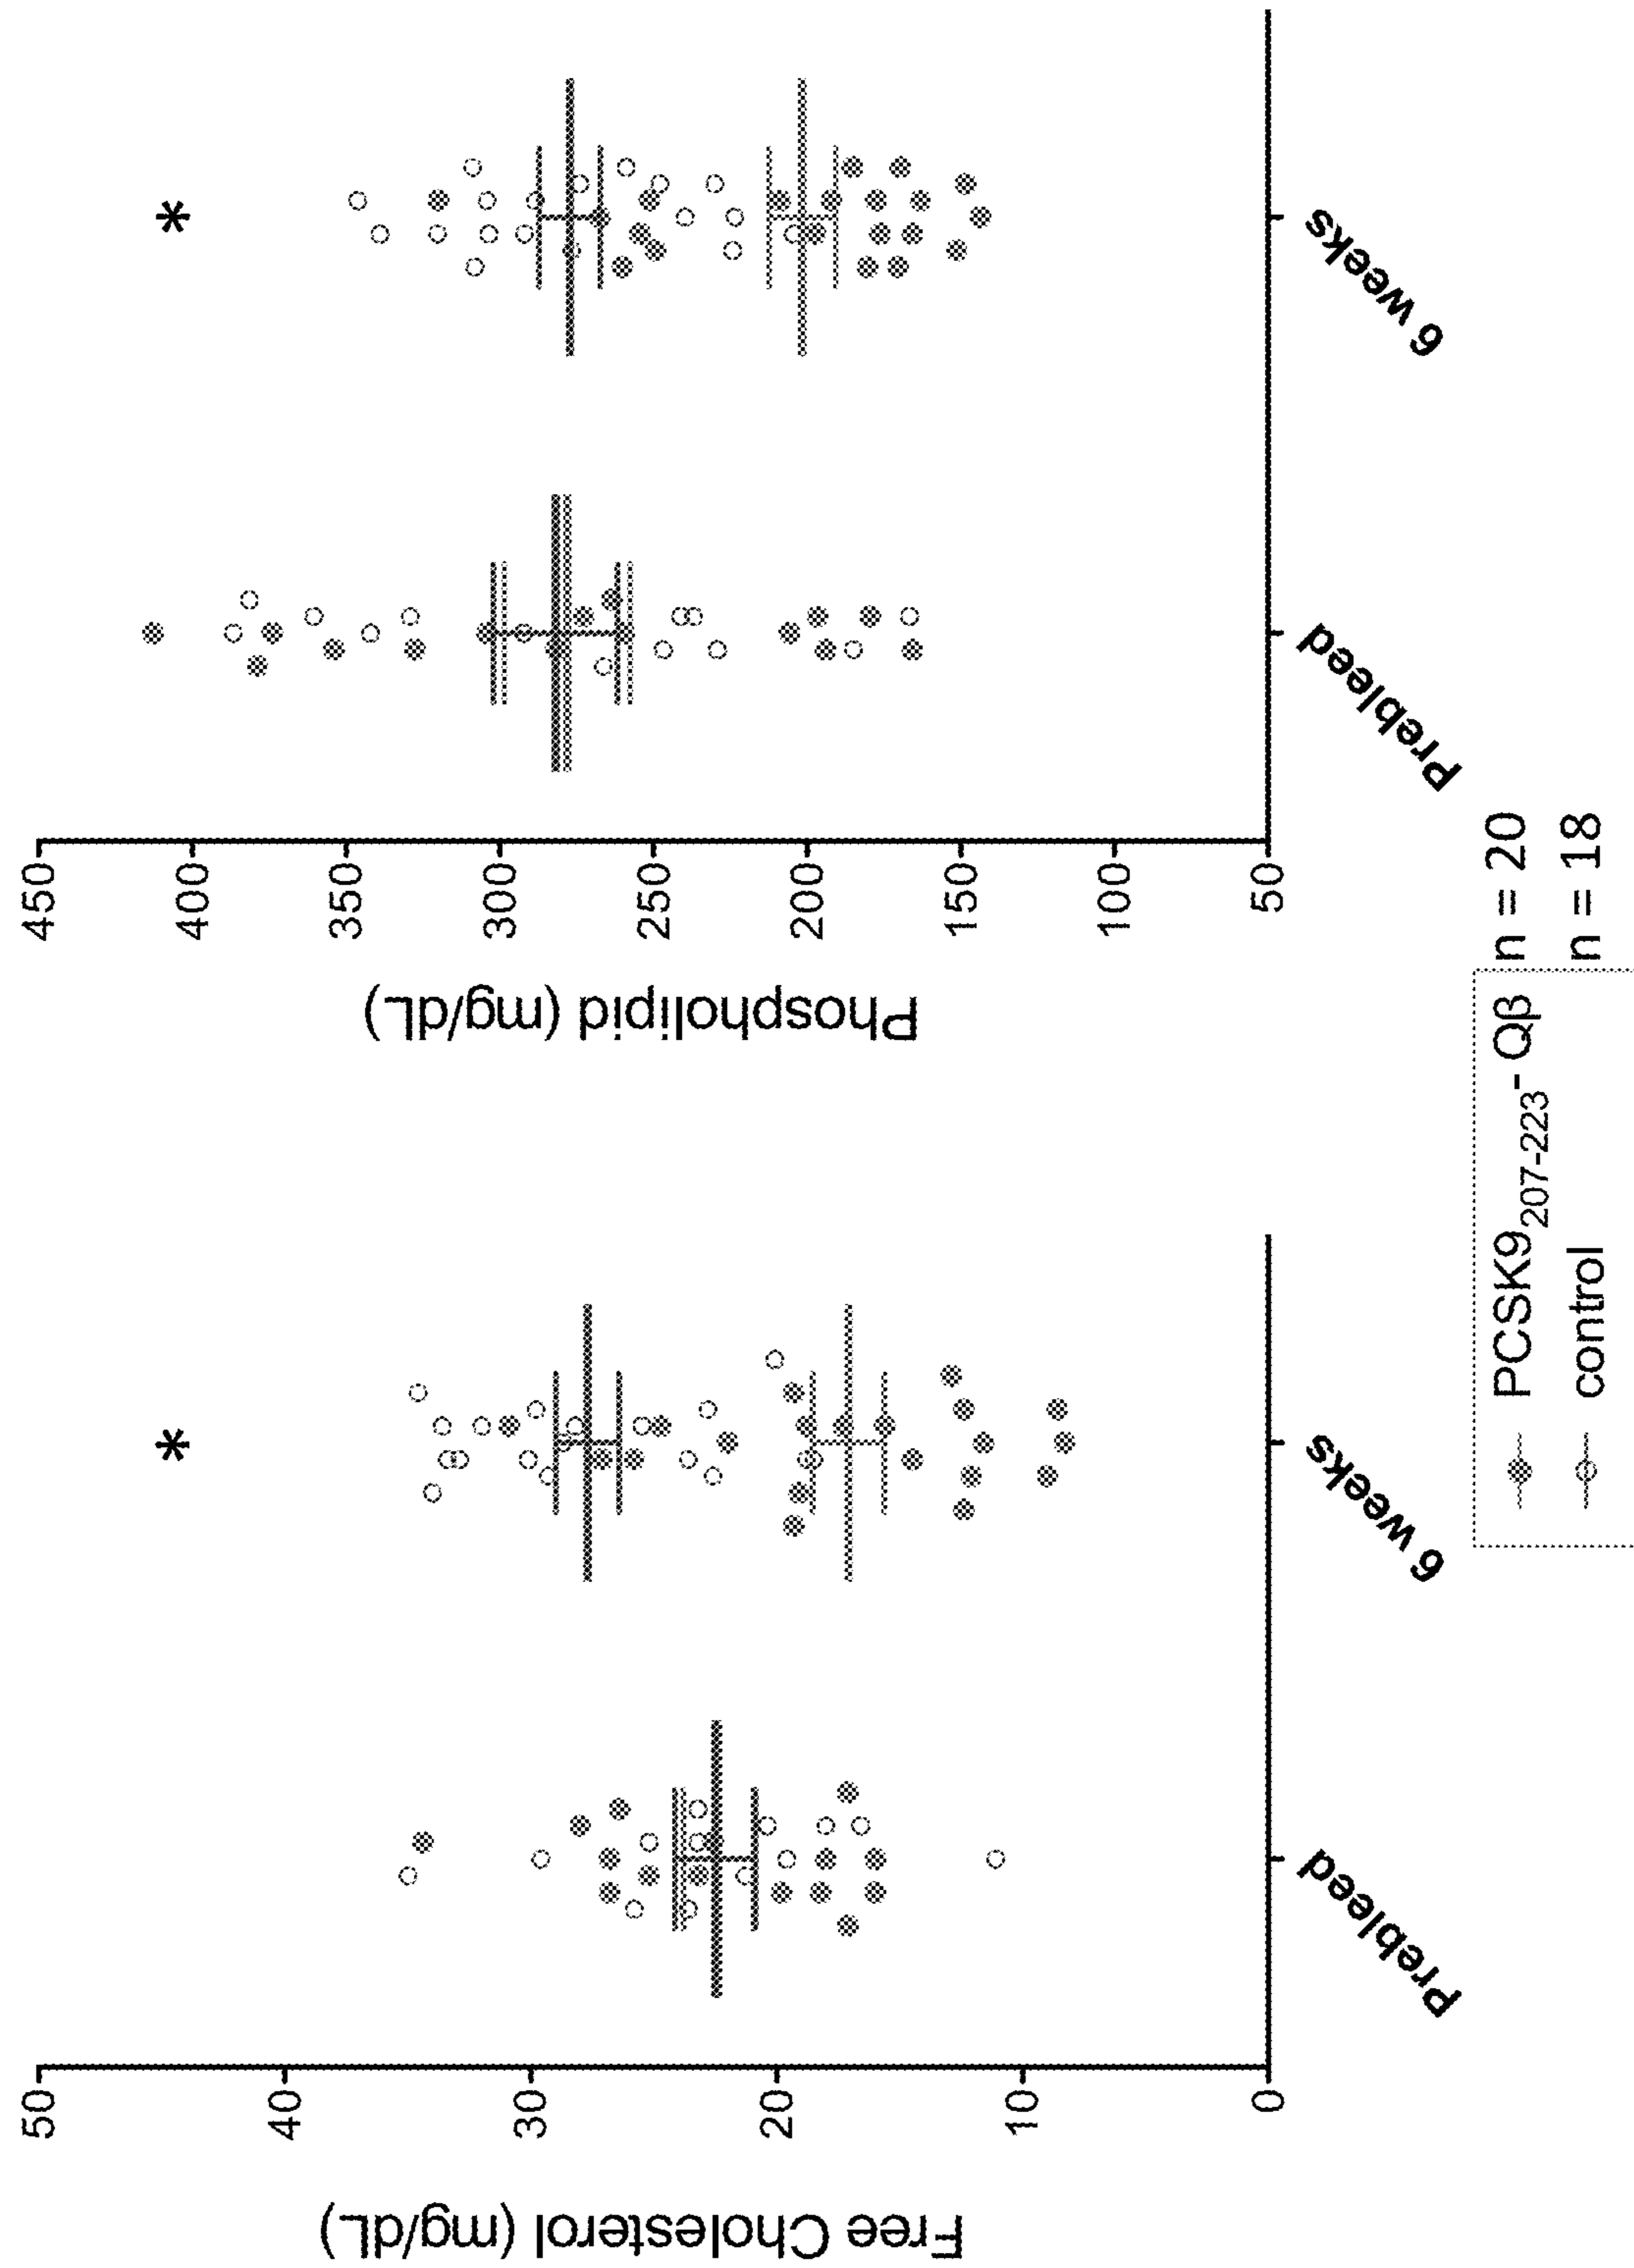 Free Cholesterol (mg/dL)
50
40
30
20
10
0
*
Prebleed
6 weeks
Phospholipid (mg/dL)
450
400
350
300
250
200
150
100
50
*
Prebleed
6 weeks
PCSK9207-223- Qβ n = 20
control n = 18